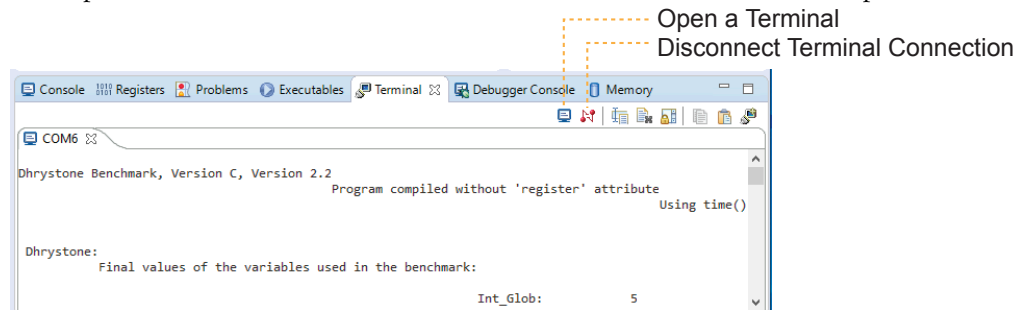 Open a Terminal
Disconnect Terminal Connection
Console Registers Problems Executables Terminal Debugger Console Memory
COM6
Dhrystone Benchmark, Version C, Version 2.2
Program compiled without 'register' attribute
Using time()
Dhrystone:
Final values of the variables used in the benchmark:
Int_Glob: 5